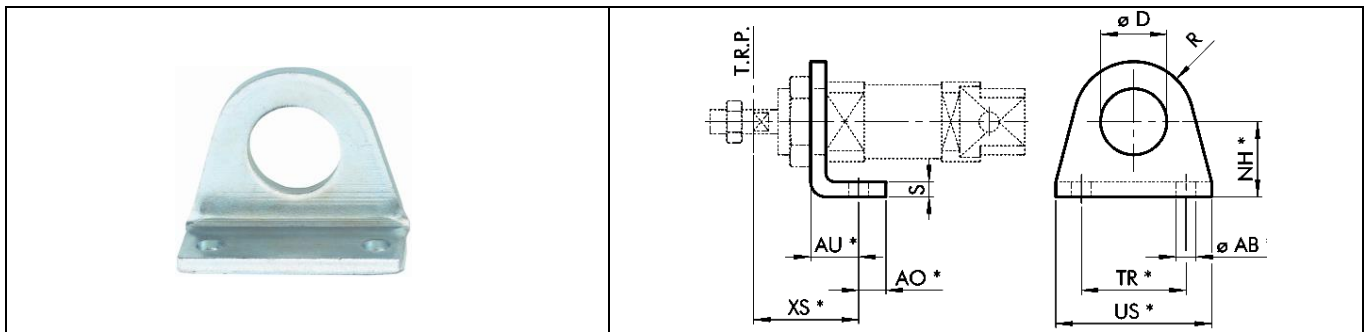 ø D
R
T.R.P.
NH *
S
AU *
ø AB *
AO *
TR *
XS *
US *